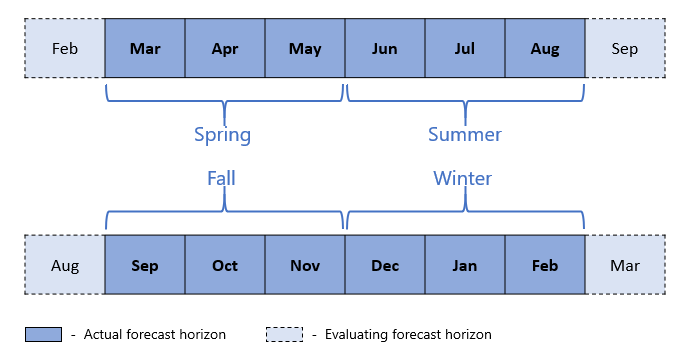 Feb Mar Apr May Jun Jul Aug Sep
Spring Summer
Fall Winter
Aug Sep Oct Nov Dec Jan Feb Mar
- Actual forecast horizon - Evaluating forecast horizon